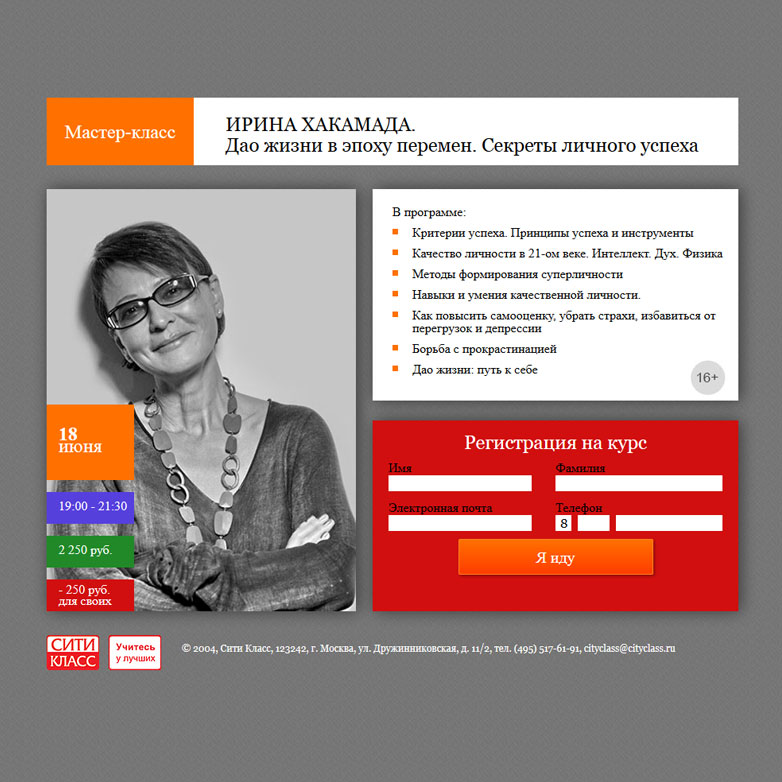 Мастер-класс
ИРИНА ХАКАМАДА.
Дао жизни в эпоху перемен. Секреты личного успеха
18
июня
19:00 - 21:30
2 250 руб.
- 250 руб.
для своих
В программе:
Критерии успеха. Принципы успеха и инструменты
Качество личности в 21-ом веке. Интеллект. Дух. Физика
Методы формирования суперличности
Навыки и умения качественной личности.
Как повысить самооценку, убрать страхи, избавиться от
перегрузок и депрессии
Борьба с прокрастинацией
Дао жизни: путь к себе
16+
Регистрация на курс
Имя
Фамилия
Электронная почта
Телефон
8
Я иду
СИТИ
КЛАСС
Учитесь
у лучших
© 2004, Сити Класс, 123242, г. Москва, ул. Дружинниковская, д. 11/2, тел. (495) 517-61-91, cityclass@cityclass.ru